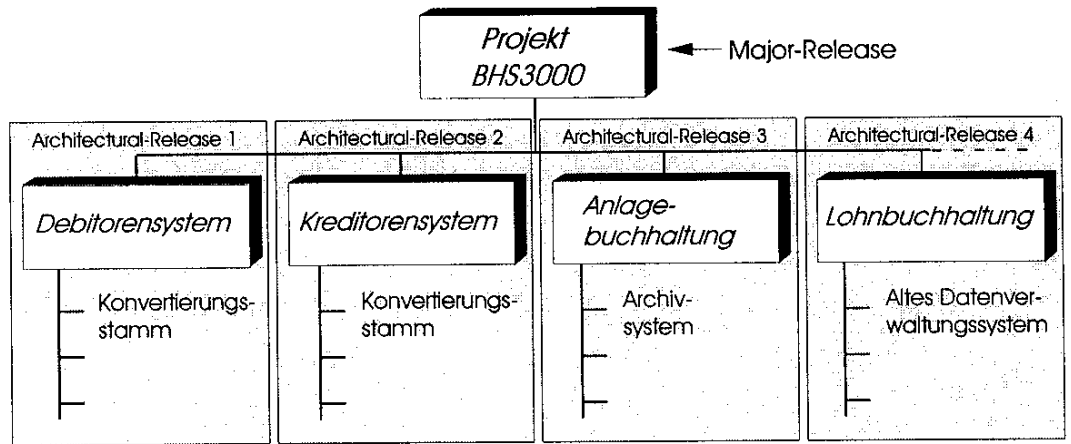 Projekt
BHS3000
Major-Release
Architectural-Release 1
Architectural-Release 2
Architectural-Release 3
Architectural-Release 4
Debitorensystem
Kreditorensystem
Anlage-
buchhaltung
Lohnbuchhaltung
Konvertierungs-
stamm
Konvertierungs-
stamm
Archiv-
system
Altes Datenver-
waltungssystem